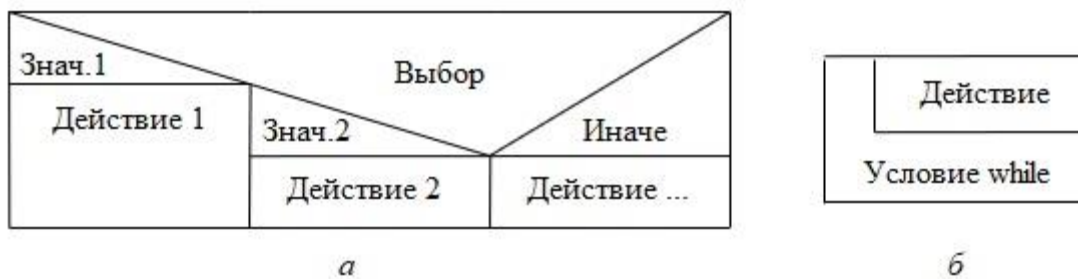 Знач.1
Выбор
Действие 1
Знач.2
Иначе
Действие 2
Действие ...
а
Действие
Условие while
б